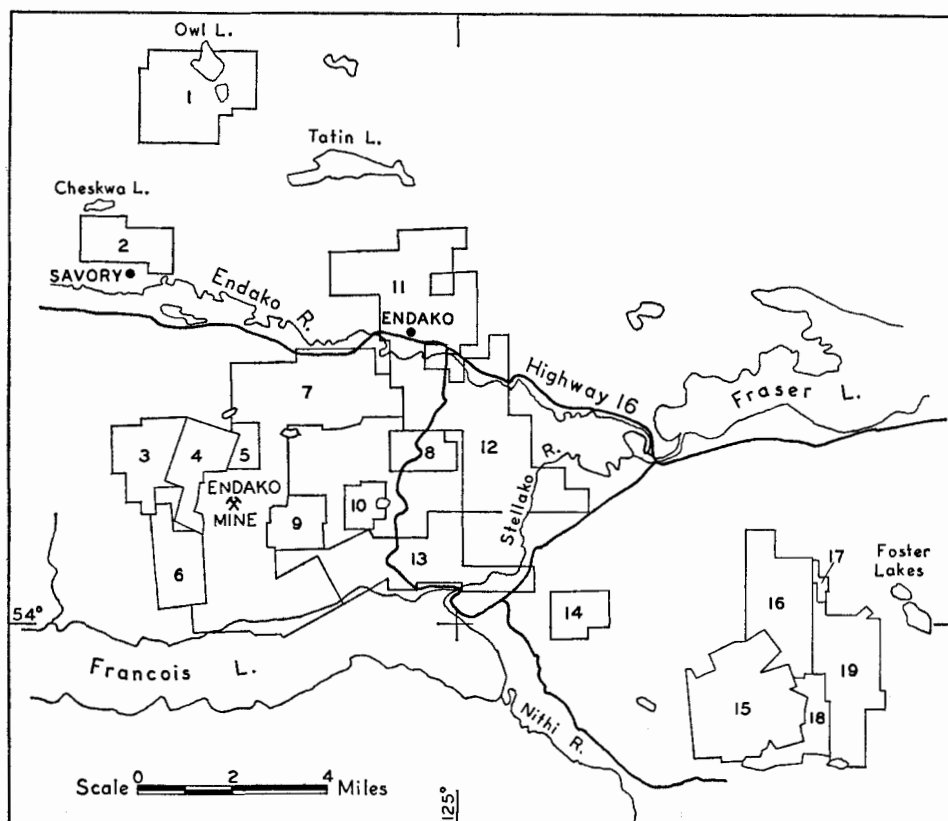 Owl L.
1
Tatin L.
Cheskwa L.
2
SAVORY
Endako R.
11
ENDAKO
Highway 16
Fraser L.
7
3
4
5
8
12
Stellako R.
ENDAKO
MINE
10
9
6
13
17
Foster
Lakes
16
14
54°
19
Francois L.
15
18
Nithi R.
Scale 0 2 4 Miles
125°